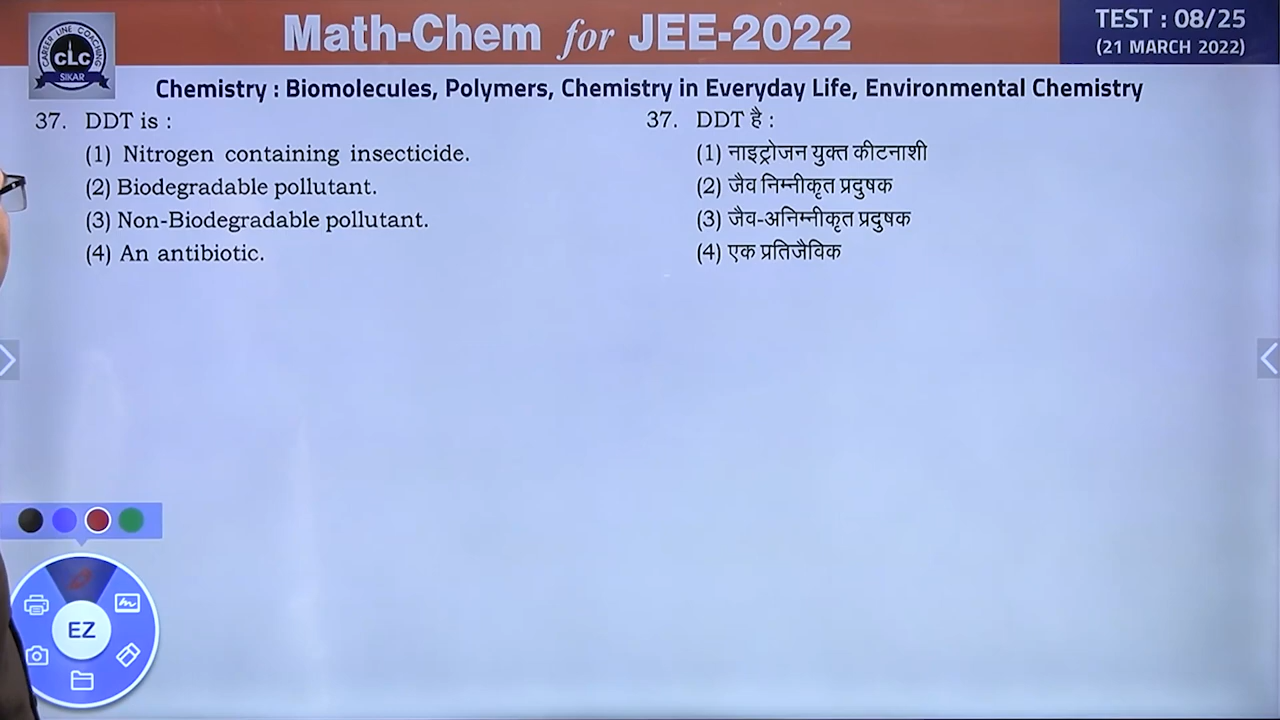 CAREER LINE COACHING
CLC
SIKAR
Math-Chem for JEE-2022
TEST : 08/25
(21 MARCH 2022)
Chemistry : Biomolecules, Polymers, Chemistry in Everyday Life, Environmental Chemistry
37. DDT is :
(1) Nitrogen containing insecticide.
(2) Biodegradable pollutant.
(3) Non-Biodegradable pollutant.
(4) An antibiotic.
37. DDT है :
(1) नाइट्रोजन युक्त कीटनाशी
(2) जैव निम्नीकृत प्रदुषक
(3) जैव-अनिम्नीकृत प्रदुषक
(4) एक प्रतिजैविक
EZ